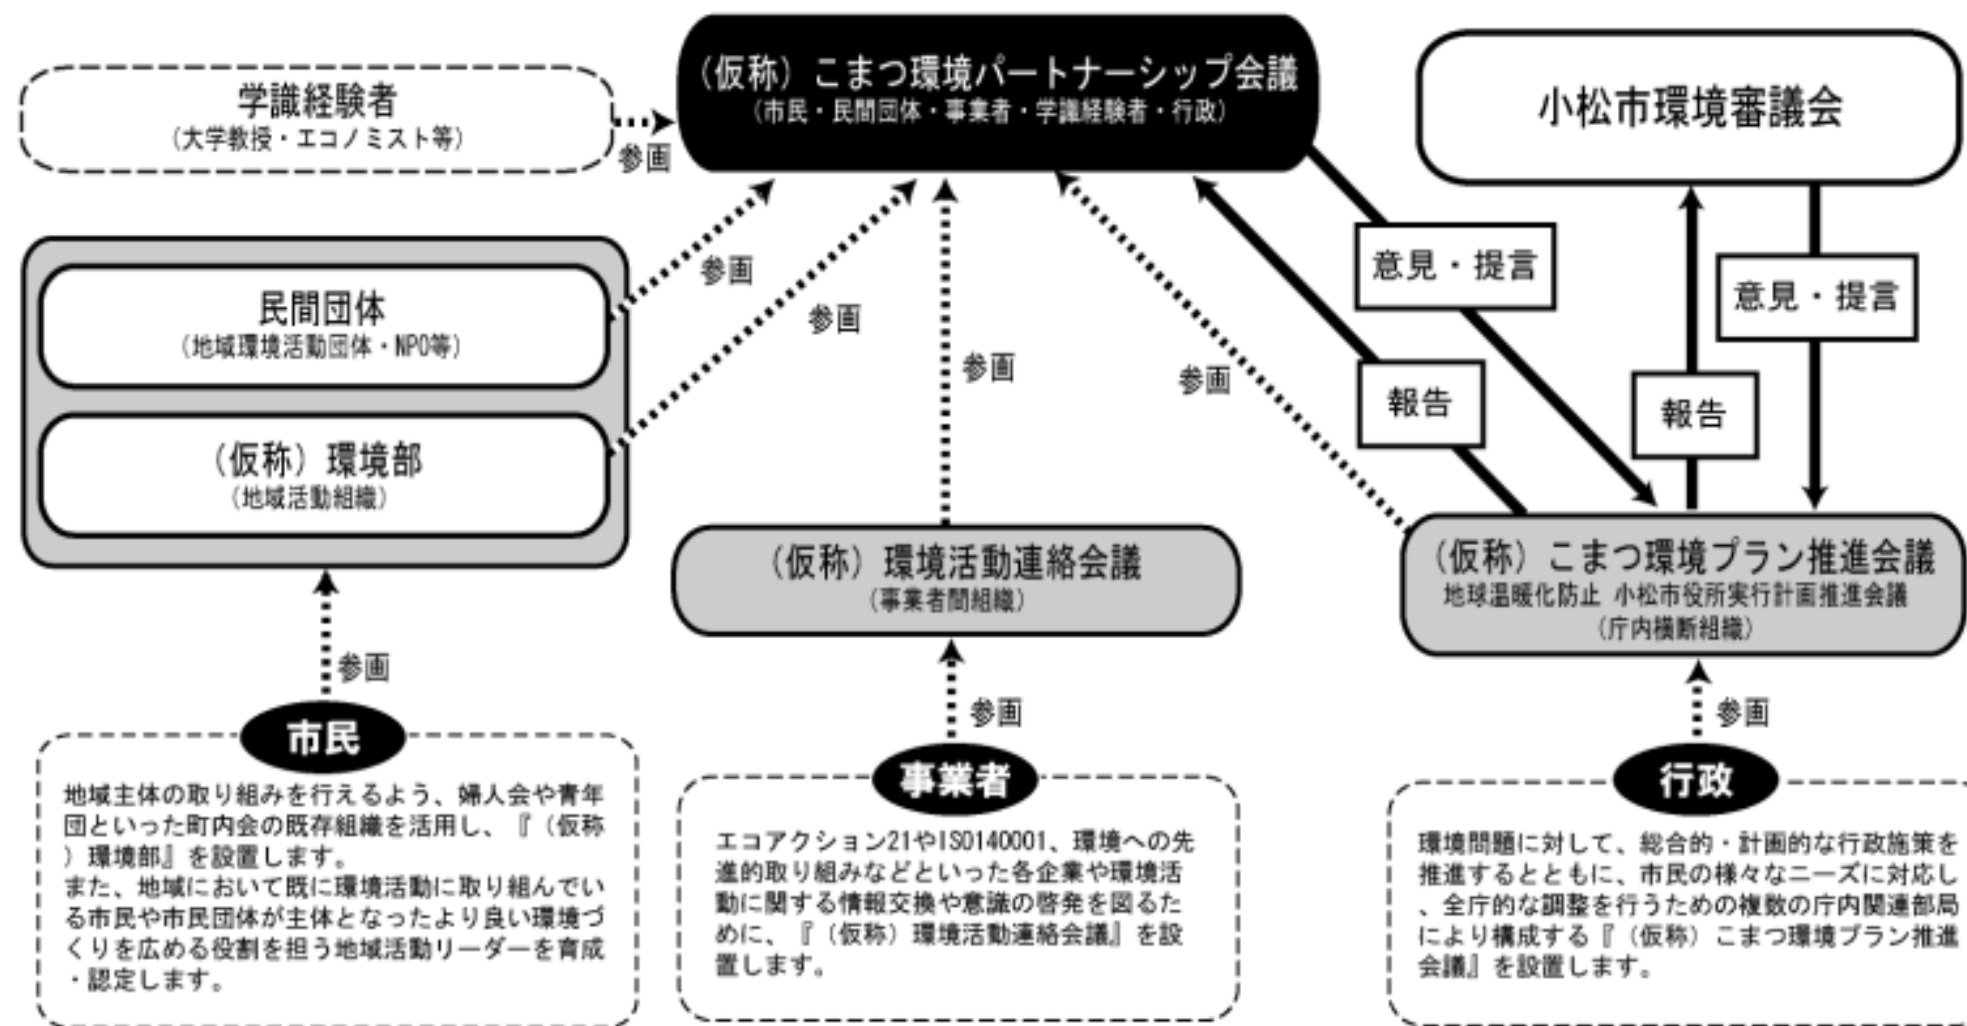 (仮称) こまつ環境パートナーシップ会議
(市民・民間団体・事業者・学識経験者・行政)
小松市環境審議会
学識経験者
(大学教授・エコノミスト等)
参画
民間団体
(地域環境活動団体・NPO等)
(仮称) 環境部
(地域活動組織)
参画
参画
参画
参画
意見・提言
報告
報告
意見・提言
(仮称) 環境活動連絡会議
(事業者間組織)
(仮称) こまつ環境プラン推進会議
地球温暖化防止 小松市役所実行計画推進会議
(庁内横断組織)
参画
参画
参画
市民
地域主体の取り組みを行えるよう、婦人会や青年
団といった町内会の既存組織を活用し、『(仮称
)環境部』を設置します。
また、地域において既に環境活動に取り組んでい
る市民や市民団体が主体となったより良い環境づ
くりを広める役割を担う地域活動リーダーを育成
・認定します。
事業者
エコアクション21やISO140001、環境への先
進的取り組みなどといった各企業や環境活
動に関する情報交換や意識の啓発を図るた
めに、『(仮称)環境活動連絡会議』を設
置します。
行政
環境問題に対して、総合的・計画的な行政施策を
推進するとともに、市民の様々なニーズに対応し
、全庁的な調整を行うための複数の庁内関連部局
により構成する『(仮称)こまつ環境プラン推進
会議』を設置します。